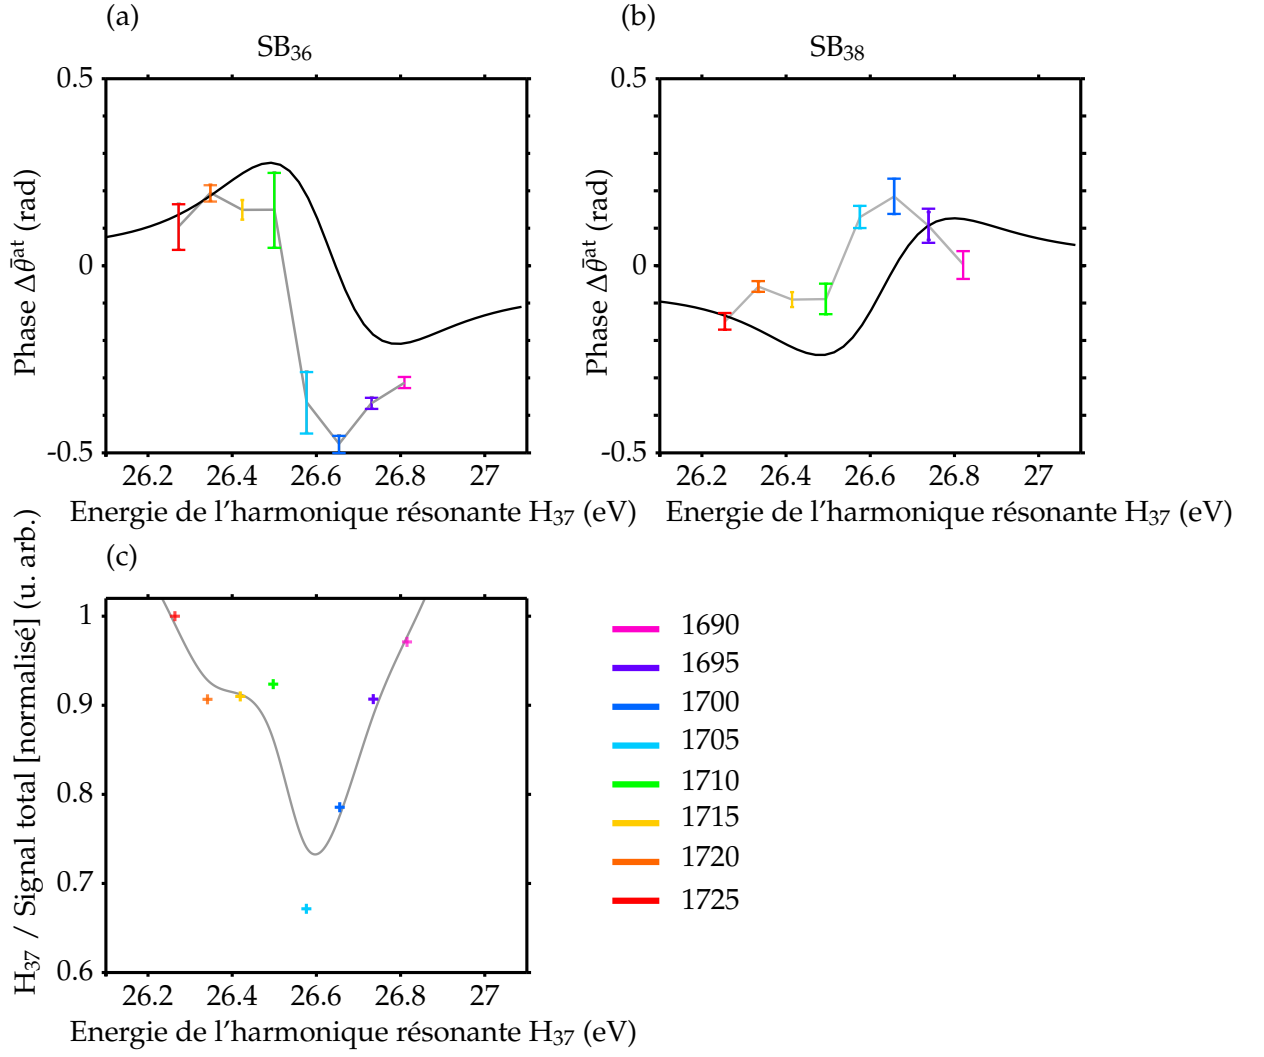 (a)
SB36
0.5
0
-0.5
Phase Δθ̄at (rad)
26.2 26.4 26.6 26.8 27
Energie de l'harmonique résonante H37 (eV)
(b)
SB38
0.5
0
-0.5
Phase Δθ̄at (rad)
26.2 26.4 26.6 26.8 27
Energie de l'harmonique résonante H37 (eV)
(c)
1
0.9
0.8
0.7
0.6
H37 / Signal total [normalisé] (u. arb.)
26.2 26.4 26.6 26.8 27
Energie de l'harmonique résonante H37 (eV)
1690
1695
1700
1705
1710
1715
1720
1725